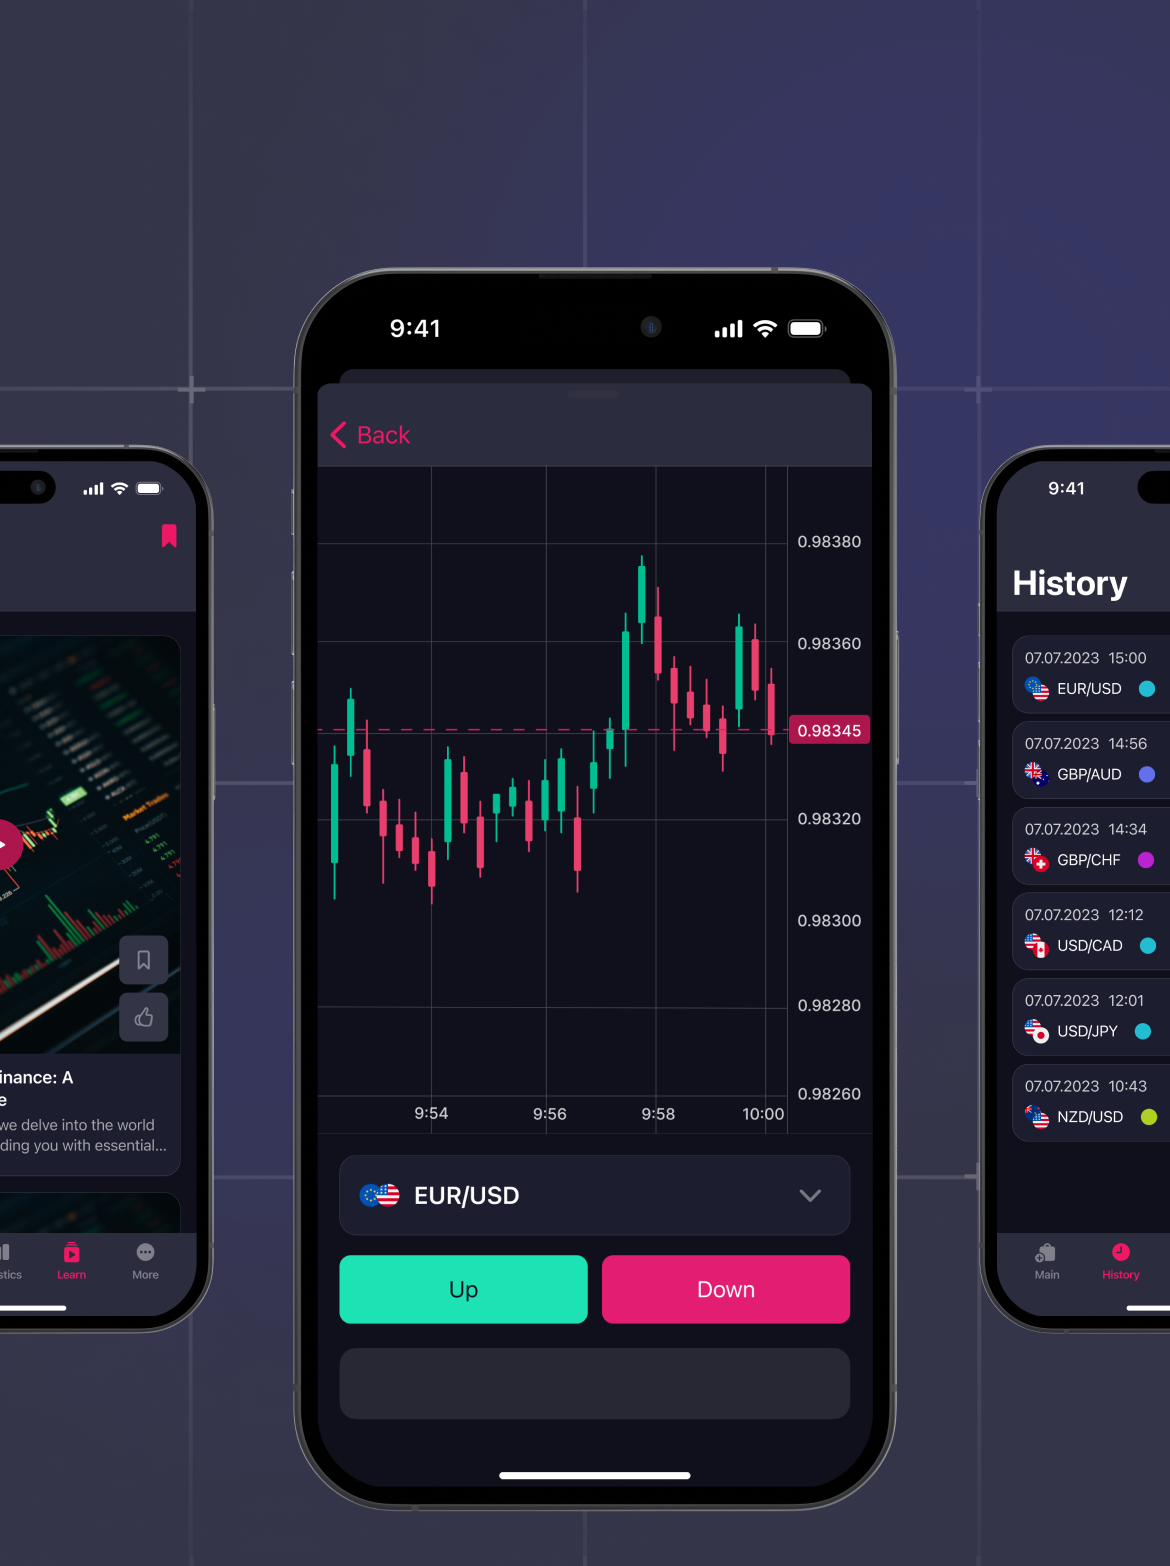 9:41
Back
0.98380
0.98360
0.98345
0.98320
0.98300
0.98280
0.98260
9:54
9:56
9:58
10:00
EUR/USD
Up
Down
Market Trades
inance: A
e
we delve into the world
ding you with essential...
stics
Learn
More
9:41
History
07.07.2023 15:00
EUR/USD
07.07.2023 14:56
GBP/AUD
07.07.2023 14:34
GBP/CHF
07.07.2023 12:12
USD/CAD
07.07.2023 12:01
USD/JPY
07.07.2023 10:43
NZD/USD
Main
History